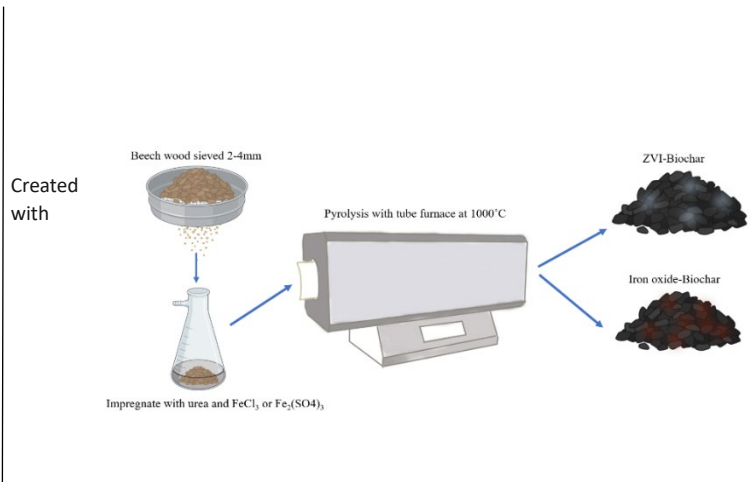 Beech wood sieved 2-4mm
ZVI-Biochar
Created
with
Pyrolysis with tube furnace at 1000°C
Iron oxide-Biochar
Impregnate with urea and FeCl₃ or Fe₂(SO4)₃